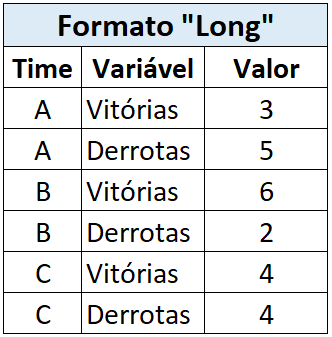 Formato "Long"
Time Variável Valor
A Vitórias 3
A Derrotas 5
B Vitórias 6
B Derrotas 2
C Vitórias 4
C Derrotas 4